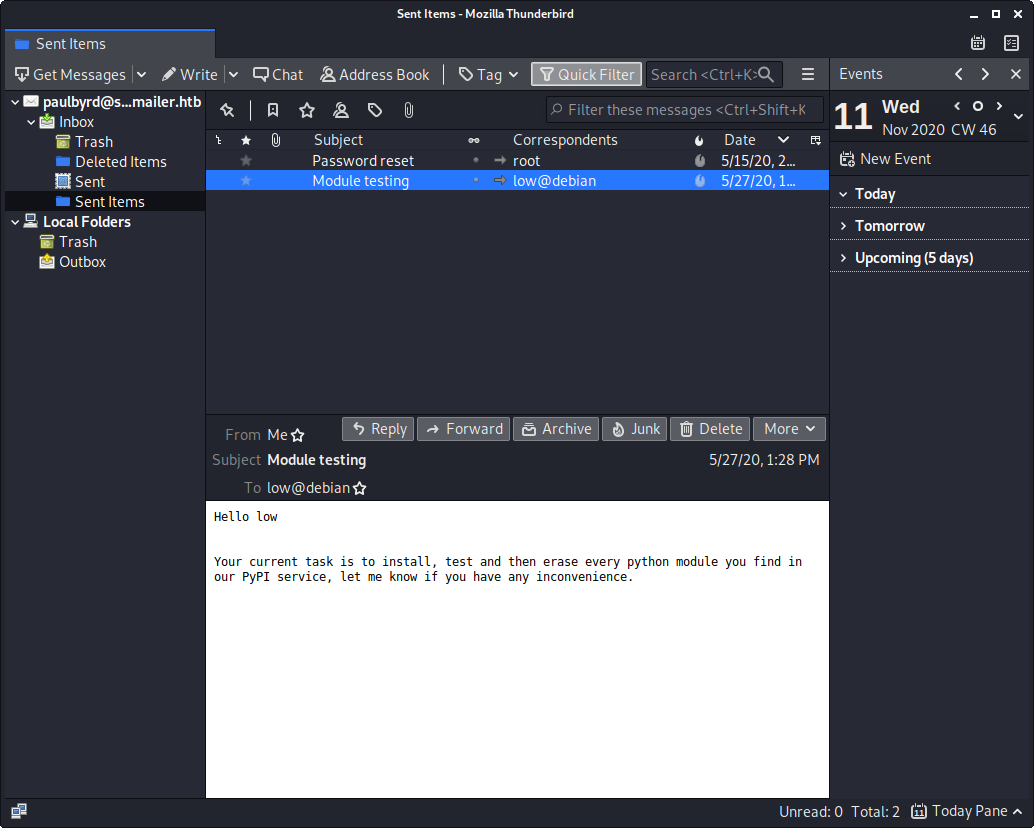 Sent Items - Mozilla Thunderbird
Sent Items
Get Messages Write Chat Address Book Tag Quick Filter Search <Ctrl+K>
Events
paulbyrd@s...mailer.htb
Inbox
Trash
Deleted Items
Sent
Sent Items
Local Folders
Trash
Outbox
Filter these messages <Ctrl+Shift+K
Subject Correspondents Date
Password reset root 5/15/20, 2...
Module testing low@debian 5/27/20, 1...
From Me Reply Forward Archive Junk Delete More
Subject Module testing 5/27/20, 1:28 PM
To low@debian
Hello low
Your current task is to install, test and then erase every python module you find in
our PyPI service, let me know if you have any inconvenience.
11 Wed
Nov 2020 CW 46
New Event
Today
Tomorrow
Upcoming (5 days)
Unread: 0 Total: 2 11 Today Pane